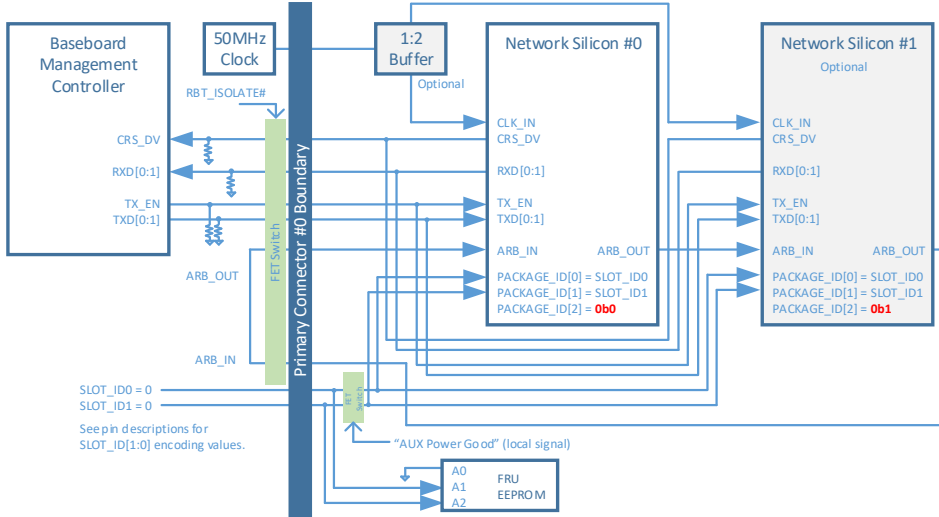 Baseboard
Management
Controller
CRS_DV
RXD[0:1]
TX_EN
TXD[0:1]
50MHz
Clock
RBT_ISOLATE#
FET Switch
Primary Connector #0 Boundary
1:2
Buffer
Optional
Network Silicon #0
CLK_IN
CRS_DV
RXD[0:1]
TX_EN
TXD[0:1]
ARB_IN
ARB_OUT
PACKAGE_ID[0] = SLOT_ID0
PACKAGE_ID[1] = SLOT_ID1
PACKAGE_ID[2] = 0b0
Network Silicon #1
Optional
CLK_IN
CRS_DV
RXD[0:1]
TX_EN
TXD[0:1]
ARB_IN
ARB_OUT
PACKAGE_ID[0] = SLOT_ID0
PACKAGE_ID[1] = SLOT_ID1
PACKAGE_ID[2] = 0b1
ARB_OUT
ARB_IN
SLOT_ID0 = 0
SLOT_ID1 = 0
See pin descriptions for
SLOT_ID[1:0] encoding values.
FET
Switch
“AUX Power Good” (local signal)
A0
A1
A2
FRU
EEPROM